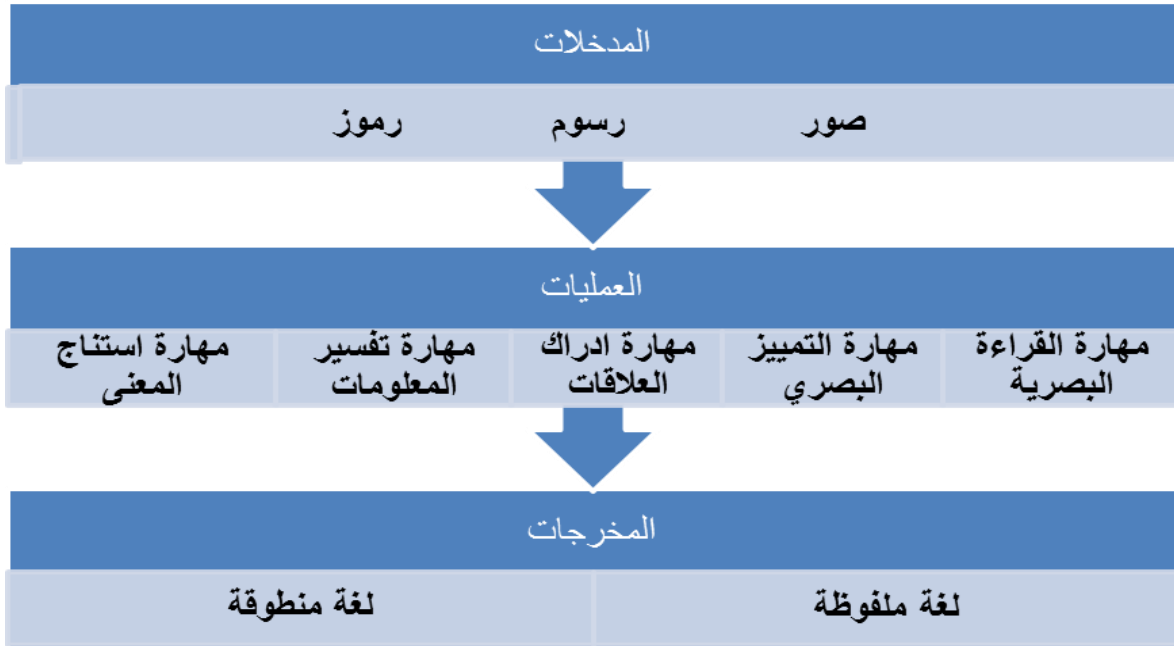 المدخلات
صور رسوم رموز
العمليات
مهارة القراءة البصرية
مهارة التمييز البصري
مهارة ادراك العلاقات
مهارة تفسير المعلومات
مهارة استناج المعنى
المخرجات
لغة ملفوظة
لغة منطوقة